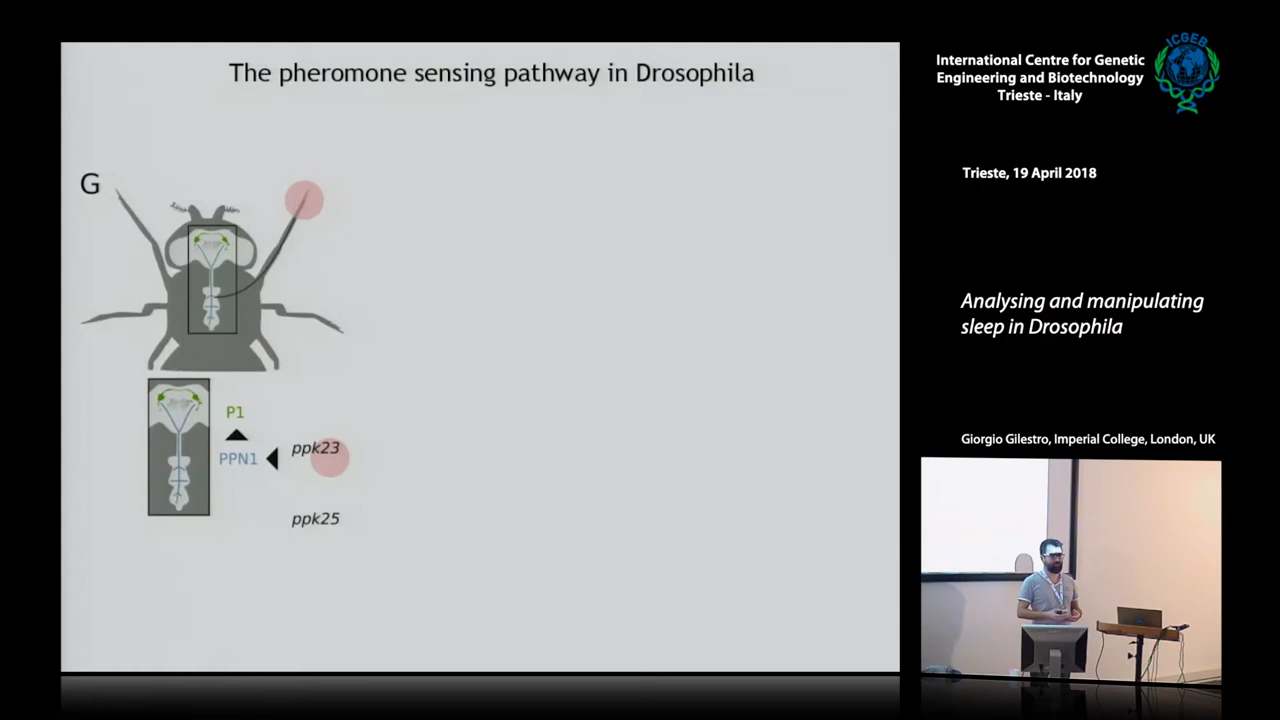 The pheromone sensing pathway in Drosophila
G
P1
ppk23
PPN1
ppk25
International Centre for Genetic
Engineering and Biotechnology
Trieste - Italy
ICGEB
Trieste, 19 April 2018
Analysing and manipulating
sleep in Drosophila
Giorgio Gilestro, Imperial College, London, UK